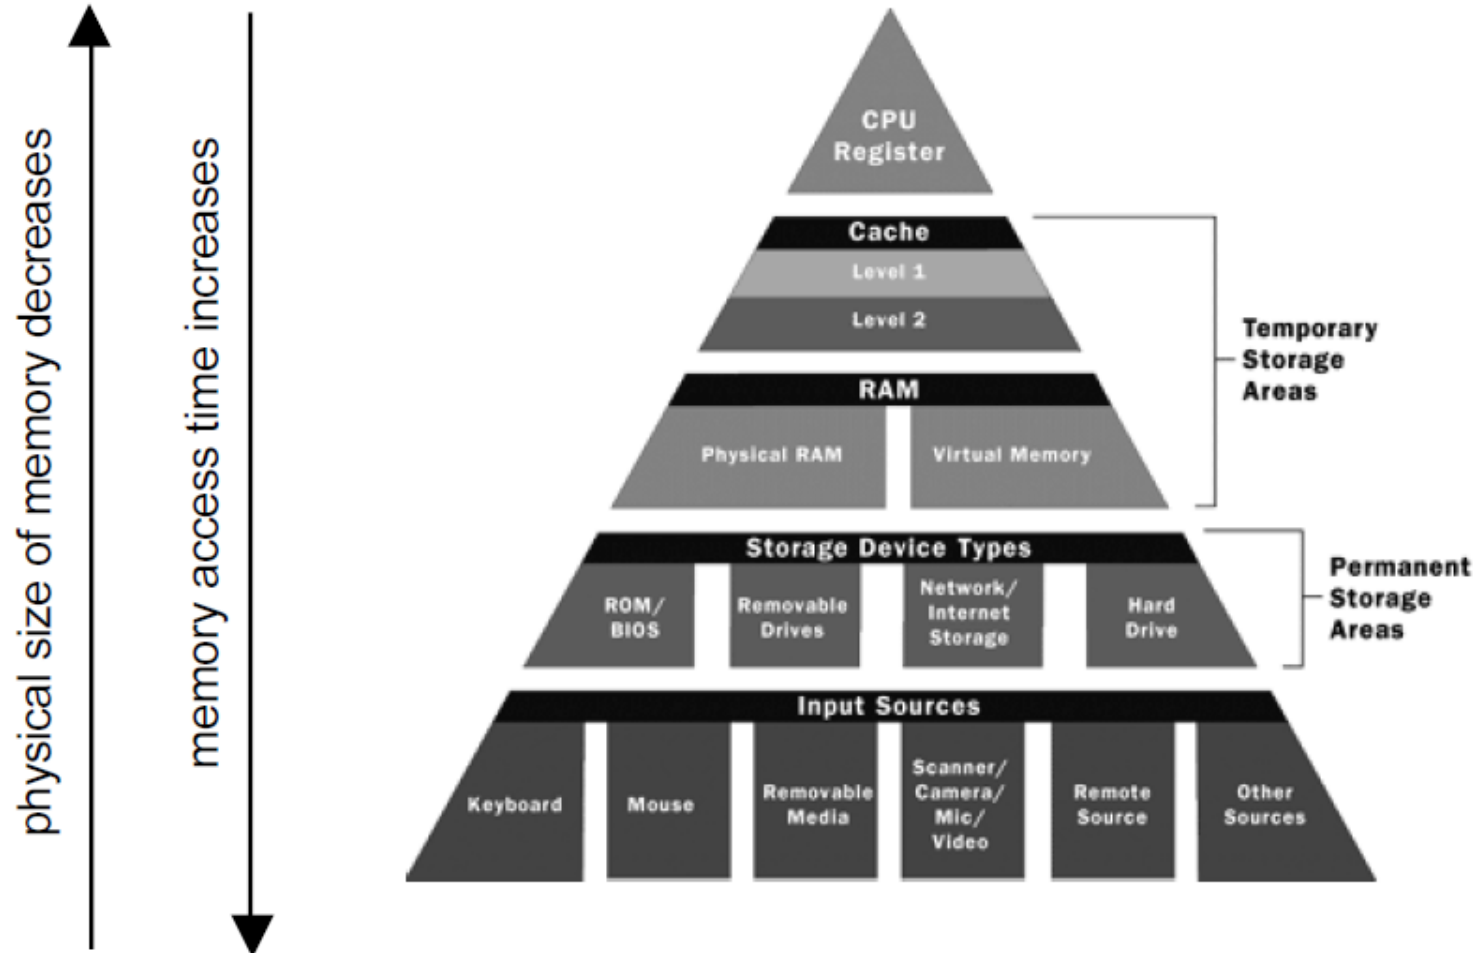 physical size of memory decreases
memory access time increases
CPU
Register
Cache
Level 1
Level 2
Temporary
Storage
Areas
RAM
Physical RAM
Virtual Memory
Storage Device Types
ROM/
BIOS
Removable
Drives
Network/
Internet
Storage
Hard
Drive
Permanent
Storage
Areas
Input Sources
Keyboard
Mouse
Removable
Media
Scanner/
Camera/
Mic/
Video
Remote
Source
Other
Sources